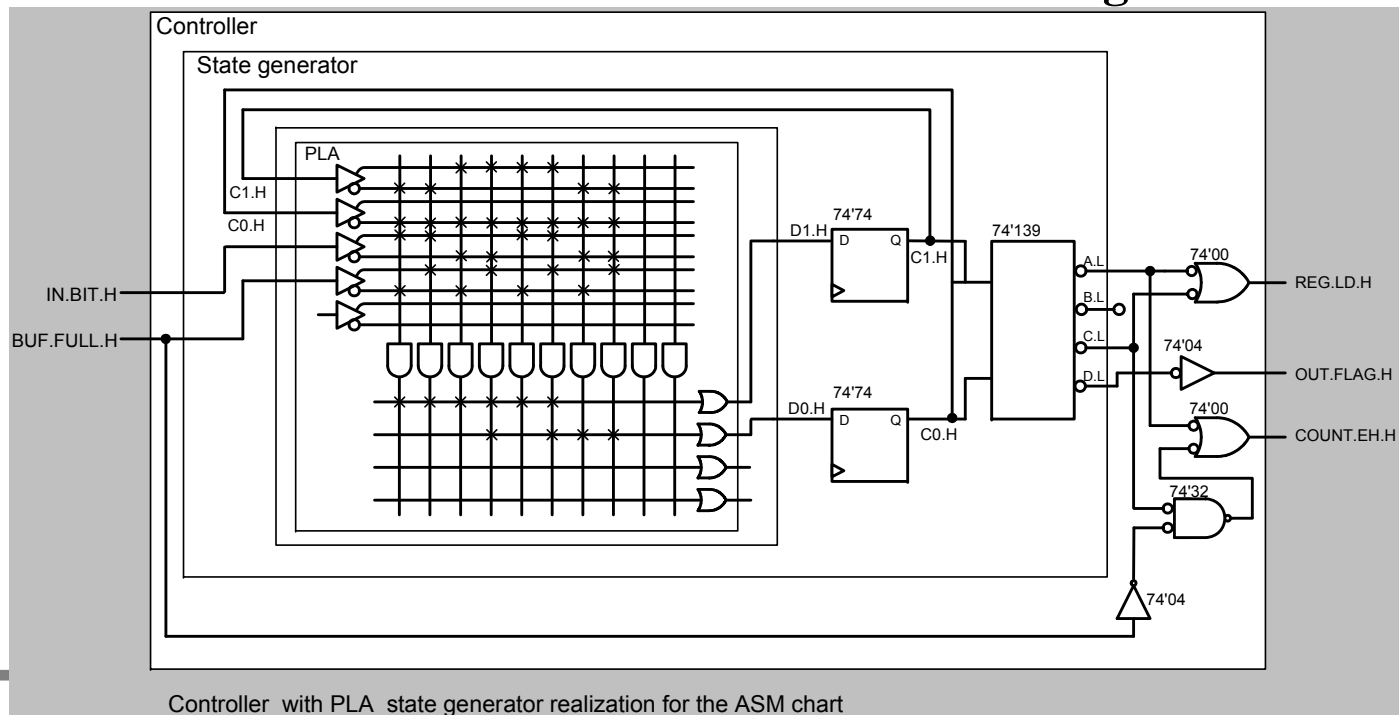 Controller
State generator
PLA
C1.H
C0.H
IN.BIT.H
BUF.FULL.H
D1.H
74'74
D
Q
C1.H
D0.H
74'74
D
Q
C0.H
74'139
A.L
B.L
C.L
D.L
74'00
REG.LD.H
74'04
OUT.FLAG.H
74'00
COUNT.EH.H
74'32
74'04
Controller with PLA state generator realization for the ASM chart